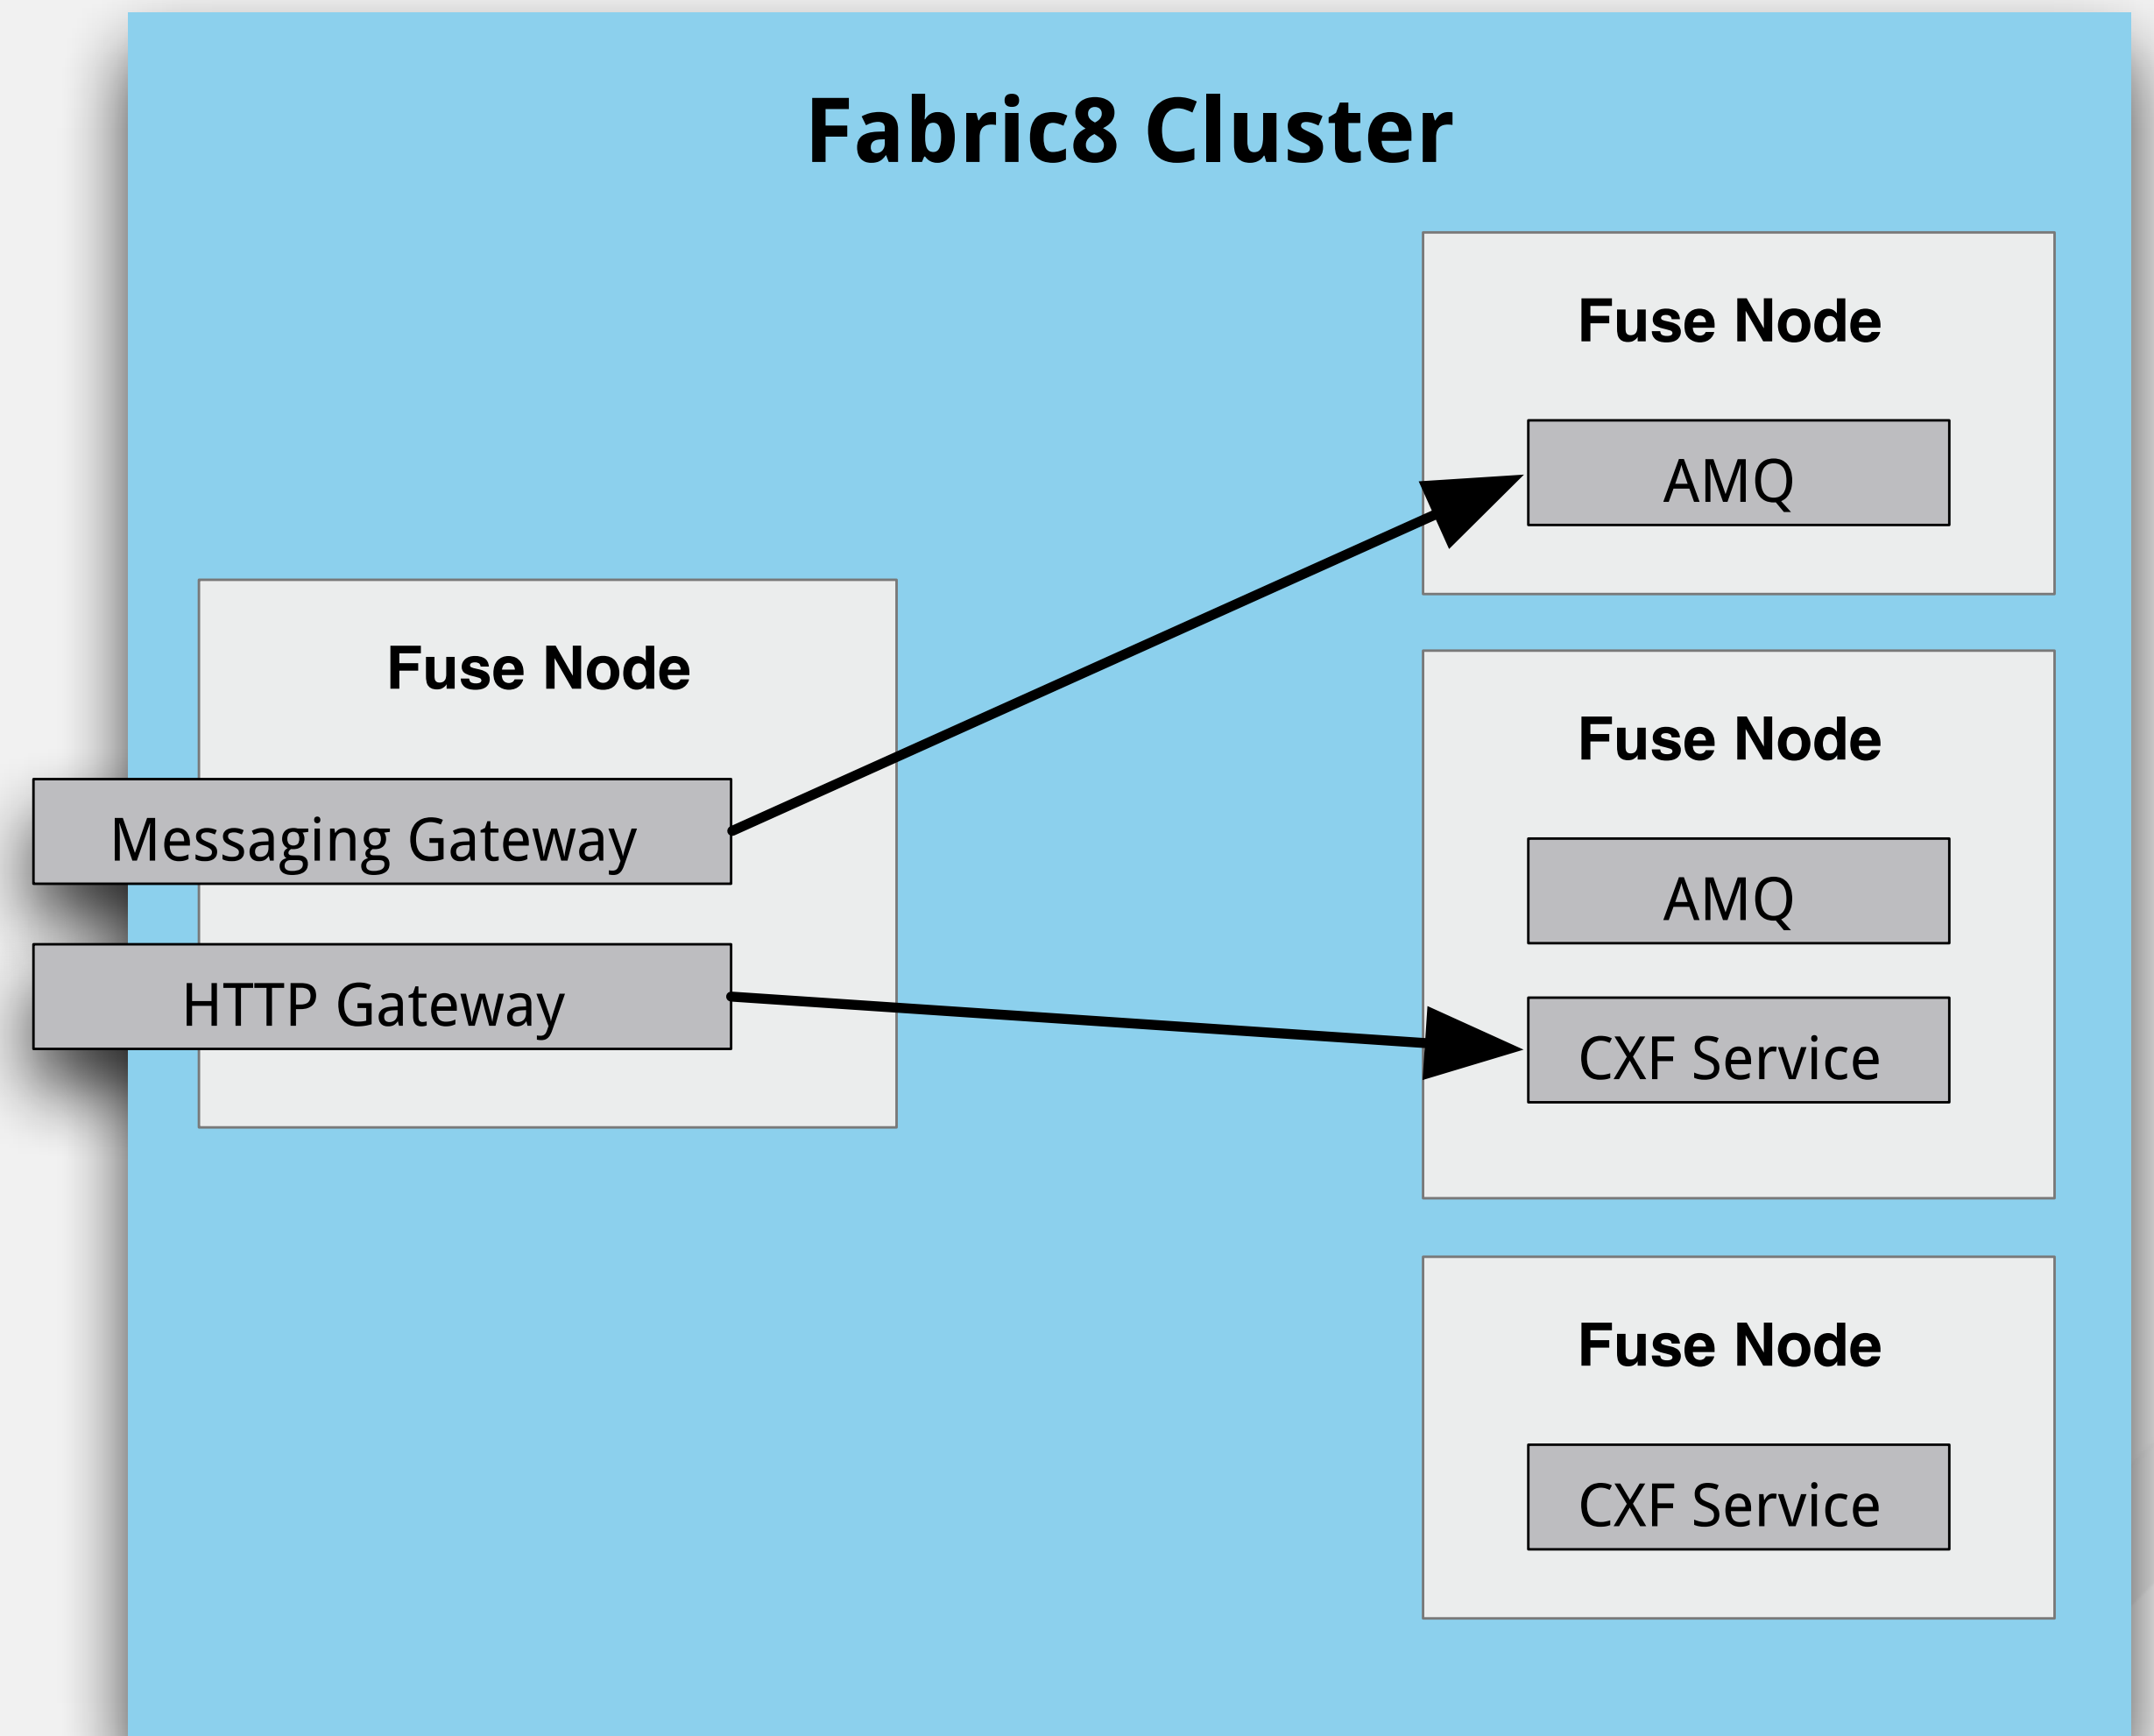 Fabric8 Cluster
Fuse Node
Messaging Gateway
HTTP Gateway
Fuse Node
AMQ
Fuse Node
AMQ
CXF Service
Fuse Node
CXF Service